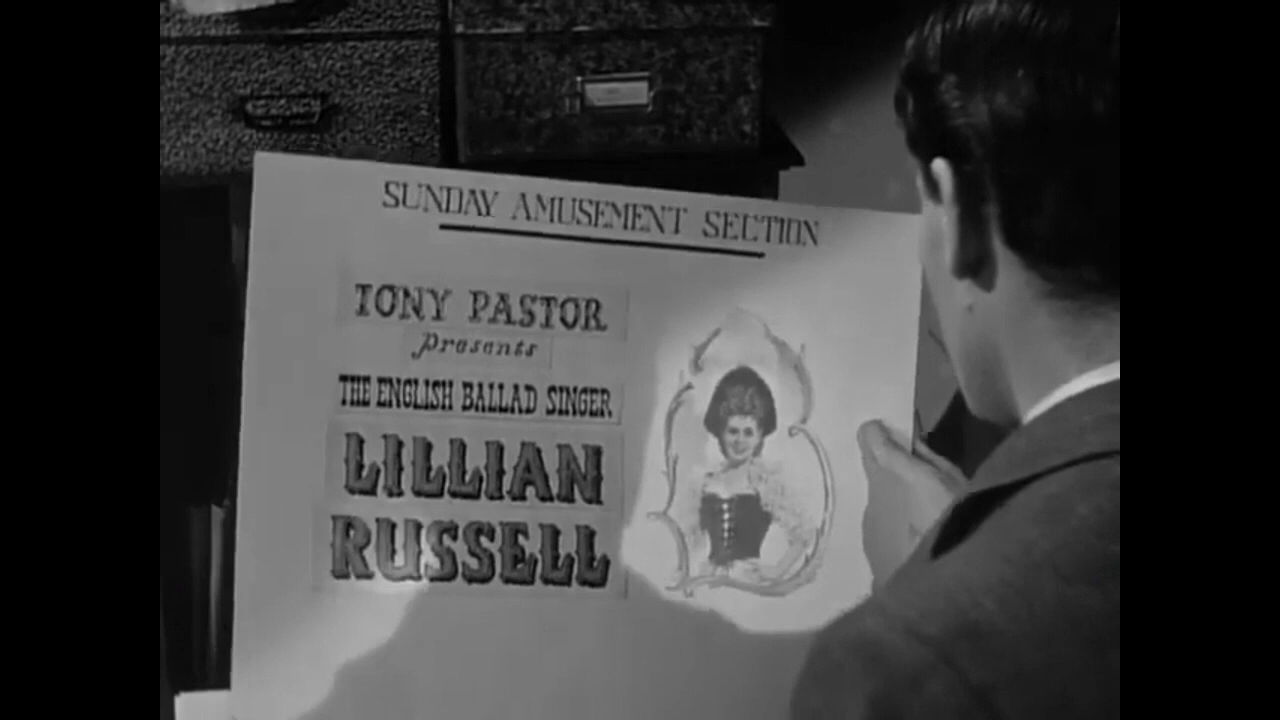 SUNDAY AMUSEMENT SECTION
TONY PASTOR
presents
THE ENGLISH BALLAD SINGER
LILLIAN
RUSSELL